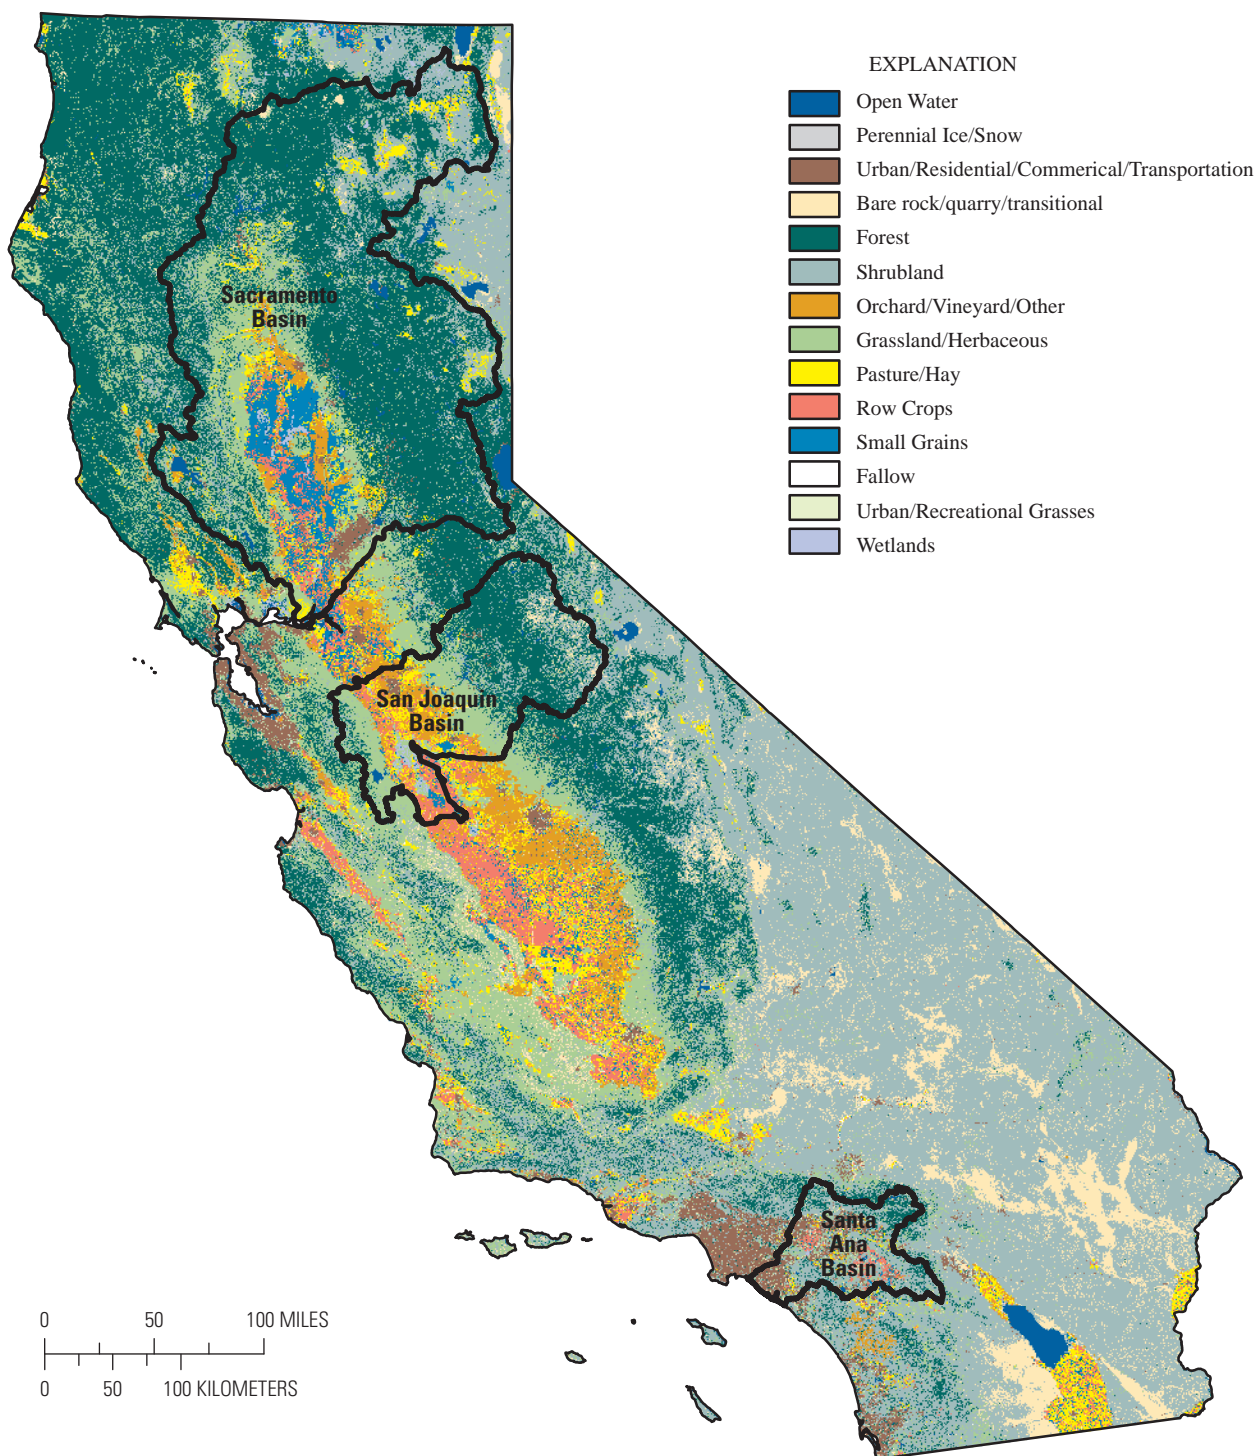 EXPLANATION
Open Water
Perennial Ice/Snow
Urban/Residential/Commerical/Transportation
Bare rock/quarry/transitional
Forest
Shrubland
Orchard/Vineyard/Other
Grassland/Herbaceous
Pasture/Hay
Row Crops
Small Grains
Fallow
Urban/Recreational Grasses
Wetlands
Sacramento
Basin
San Joaquin
Basin
Santa
Ana
Basin
0 50 100 MILES
0 50 100 KILOMETERS